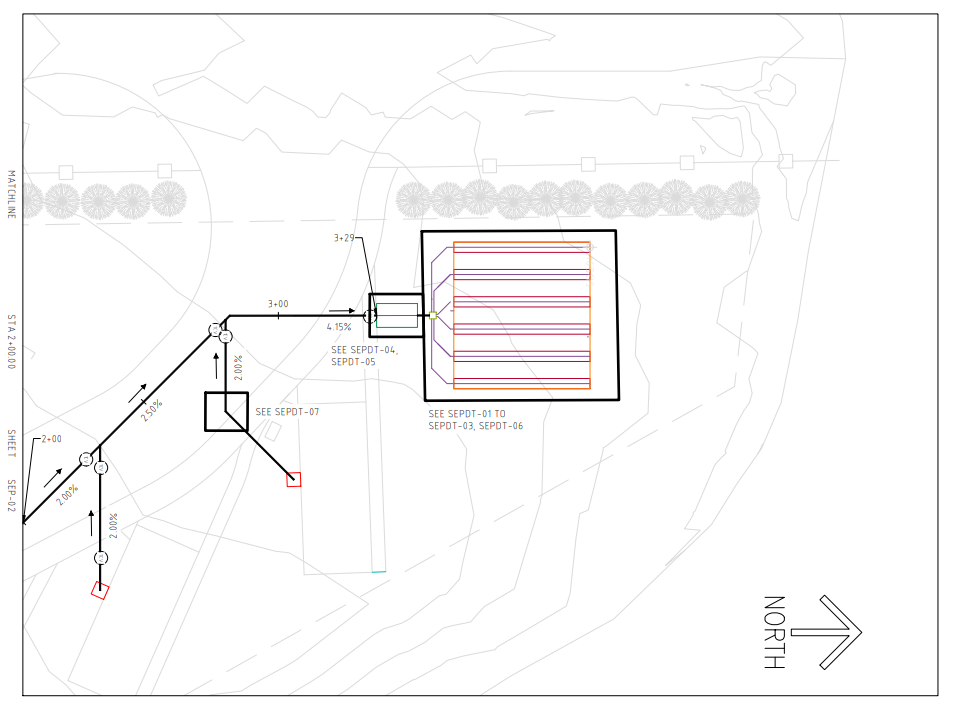 MATCHLINE STA 2+00.00 SHEET SEP-02
3+29
3+00
4.15%
SEE SEPDT-04,
SEPDT-05
2.00%
SEE SEPDT-07
SEE SEPDT-01 TO
SEPDT-03, SEPDT-06
2.50%
2+00
2.00%
2.00%
NORTH